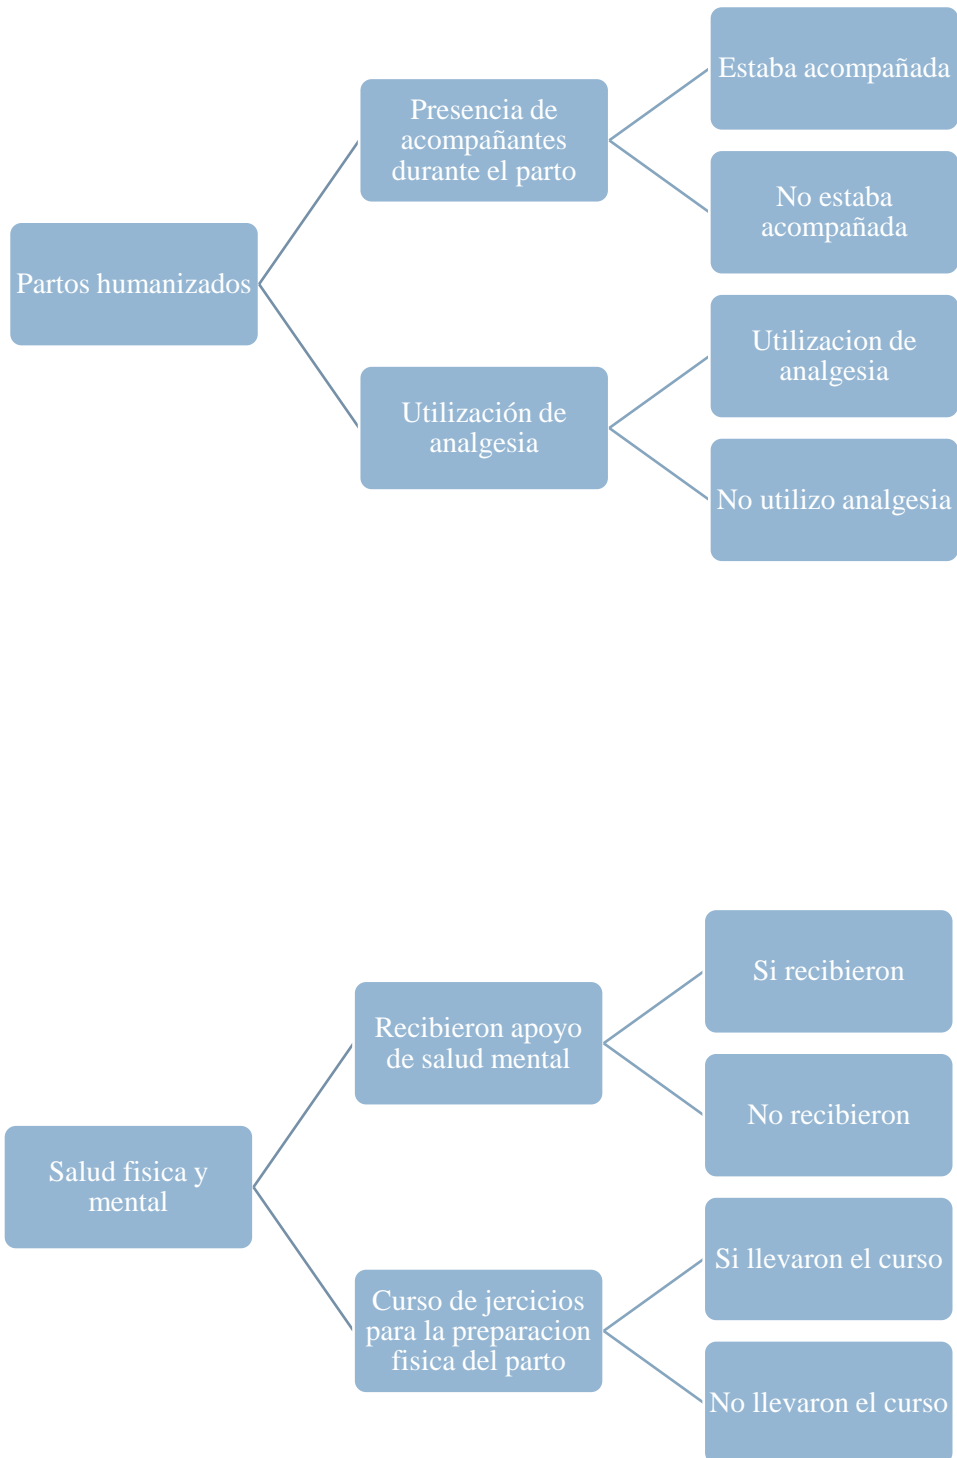 Partos humanizados
Presencia de
acompañantes
durante el parto
Estaba acompañada
No estaba
acompañada
Utilización de
analgesia
Utilizacion de
analgesia
No utilizo analgesia
Salud fisica y
mental
Recibieron apoyo
de salud mental
Si recibieron
No recibieron
Curso de jercicios
para la preparacion
fisica del parto
Si llevaron el curso
No llevaron el curso